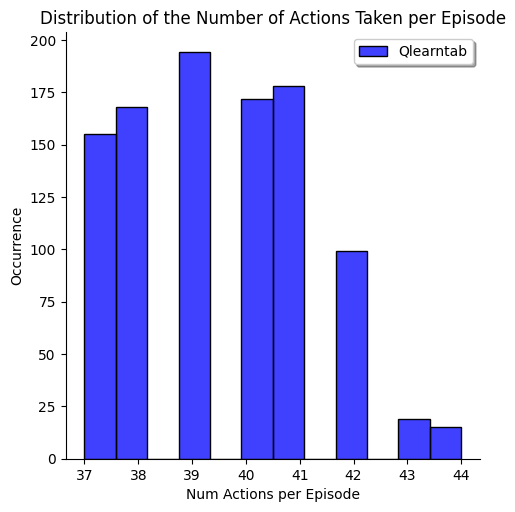 Distribution of the Number of Actions Taken per Episode
Qlearntab
200
175
150
125
100
75
50
25
0
Occurrence
37 38 39 40 41 42 43 44
Num Actions per Episode